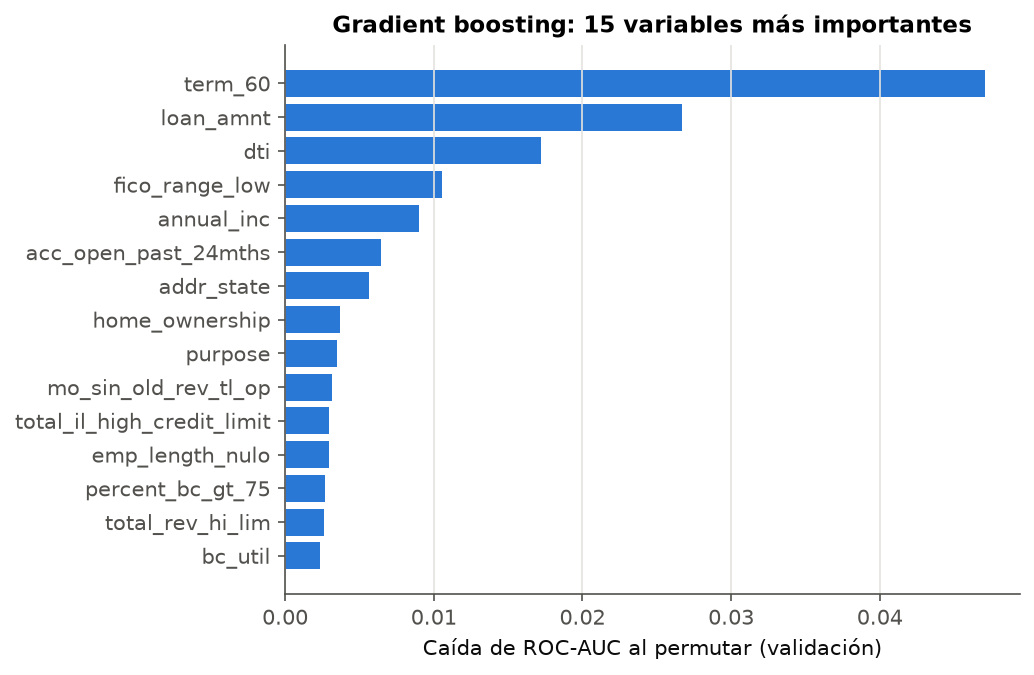 Gradient boosting: 15 variables más importantes
term_60
loan_amnt
dti
fico_range_low
annual_inc
acc_open_past_24mths
addr_state
home_ownership
purpose
mo_sin_old_rev_tl_op
total_il_high_credit_limit
emp_length_nulo
percent_bc_gt_75
total_rev_hi_lim
bc_util
0.00 0.01 0.02 0.03 0.04
Caída de ROC-AUC al permutar (validación)